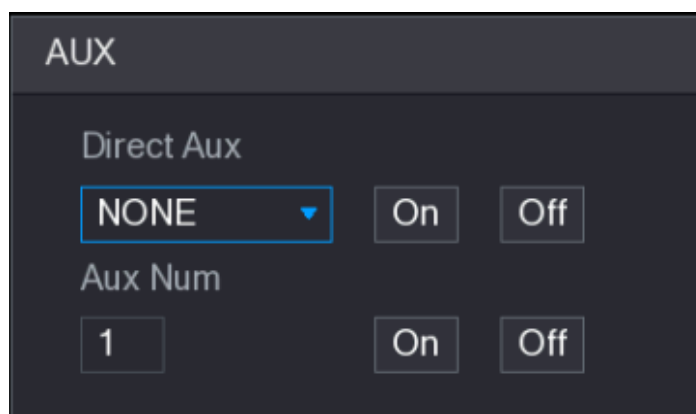 AUX
Direct Aux
NONE On Off
Aux Num
1 On Off